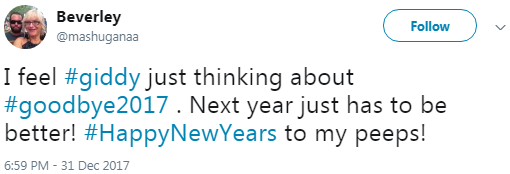 Beverley
@mashuganaa
Follow
I feel #giddy just thinking about
#goodbye2017 . Next year just has to be
better! #HappyNewYears to my peeps!
6:59 PM - 31 Dec 2017